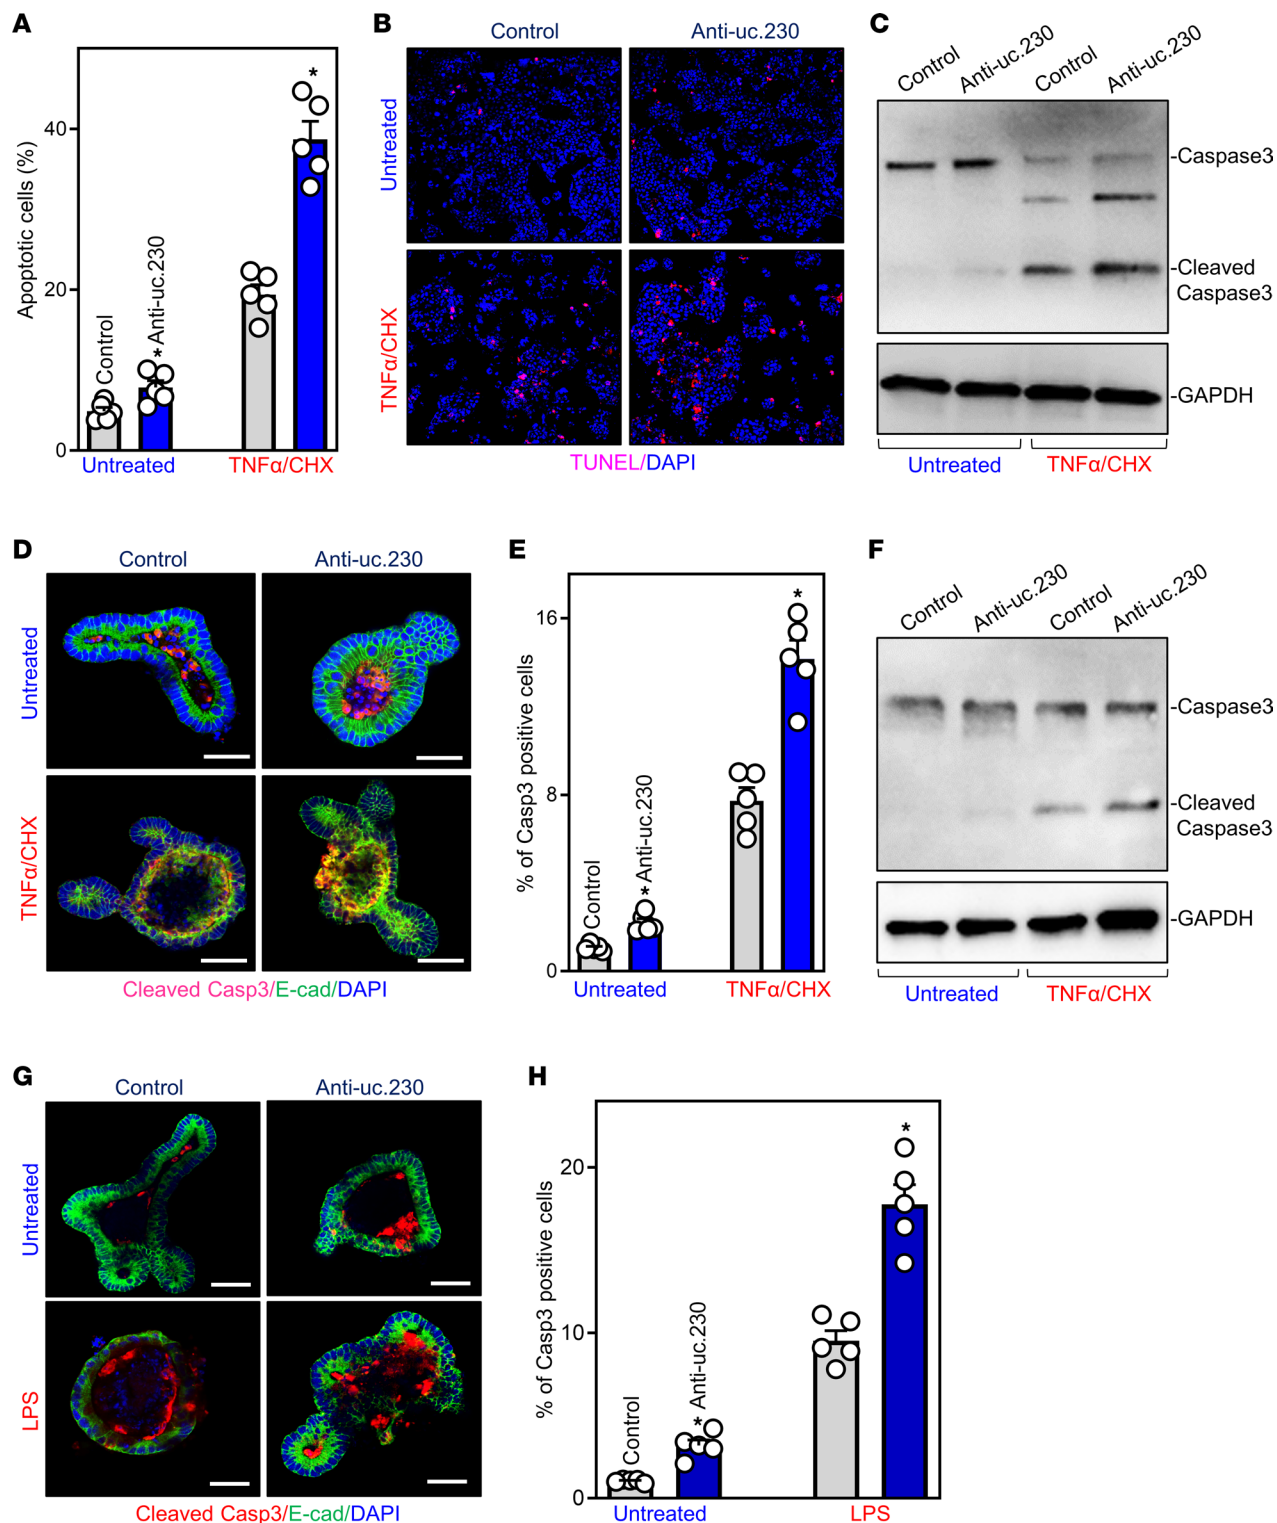 A
Apoptotic cells (%)
40
20
0
Control
*
Anti-uc.230
*
Untreated
TNFα/CHX
B
Control
Anti-uc.230
Untreated
TNFα/CHX
TUNEL/DAPI
C
Control
Anti-uc.230
Control
Anti-uc.230
-Caspase3
-Cleaved
Caspase3
-GAPDH
Untreated
TNFα/CHX
D
Control
Anti-uc.230
Untreated
TNFα/CHX
Cleaved Casp3/E-cad/DAPI
E
% of Casp3 positive cells
16
8
0
Control
*
Anti-uc.230
*
Untreated
TNFα/CHX
F
Control
Anti-uc.230
Control
Anti-uc.230
-Caspase3
-Cleaved
Caspase3
-GAPDH
Untreated
TNFα/CHX
G
Control
Anti-uc.230
Untreated
LPS
Cleaved Casp3/E-cad/DAPI
H
% of Casp3 positive cells
20
10
0
Control
*
Anti-uc.230
*
Untreated
LPS